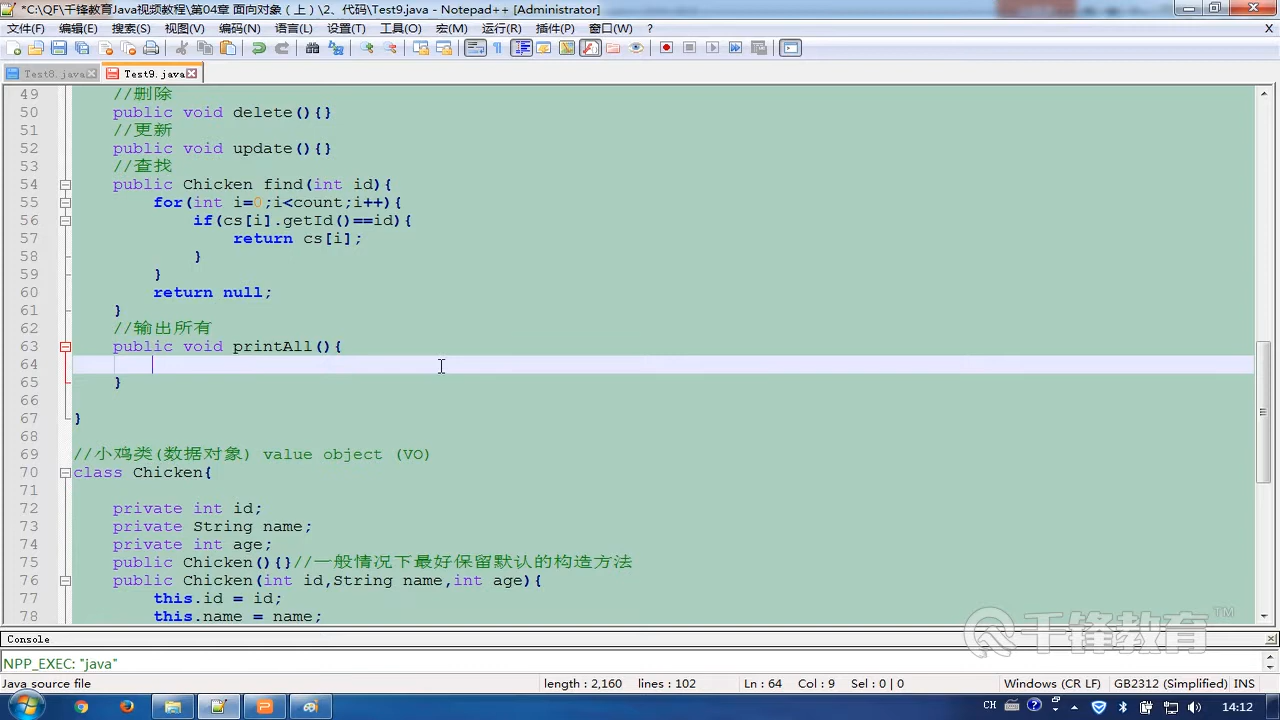 *C:\QF\千锋教育Java视频教程\第04章 面向对象（上）\2、代码\Test9.java - Notepad++ [Administrator]
文件(F) 编辑(E) 搜索(S) 视图(V) 编码(N) 语言(L) 设置(T) 工具(O) 宏(M) 运行(R) 插件(P) 窗口(W) ? X
Test8.java Test9.java
49 //删除
50 public void delete(){}
51 //更新
52 public void update(){}
53 //查找
54 public Chicken find(int id){
55 for(int i=0;i<count;i++){
56 if(cs[i].getId()==id){
57 return cs[i];
58 }
59 }
60 return null;
61 }
62 //输出所有
63 public void printAll(){
64
65 }
66
67 }
68
69 //小鸡类(数据对象) value object (VO)
70 class Chicken{
71
72 private int id;
73 private String name;
74 private int age;
75 public Chicken(){}//一般情况下最好保留默认的构造方法
76 public Chicken(int id,String name,int age){
77 this.id = id;
78 this.name = name;
千锋教育™
Console
NPP_EXEC: "java"
Java source file length : 2,160 lines : 102 Ln : 64 Col : 9 Sel : 0 | 0 Windows (CR LF) GB2312 (Simplified) INS
CH 14:12